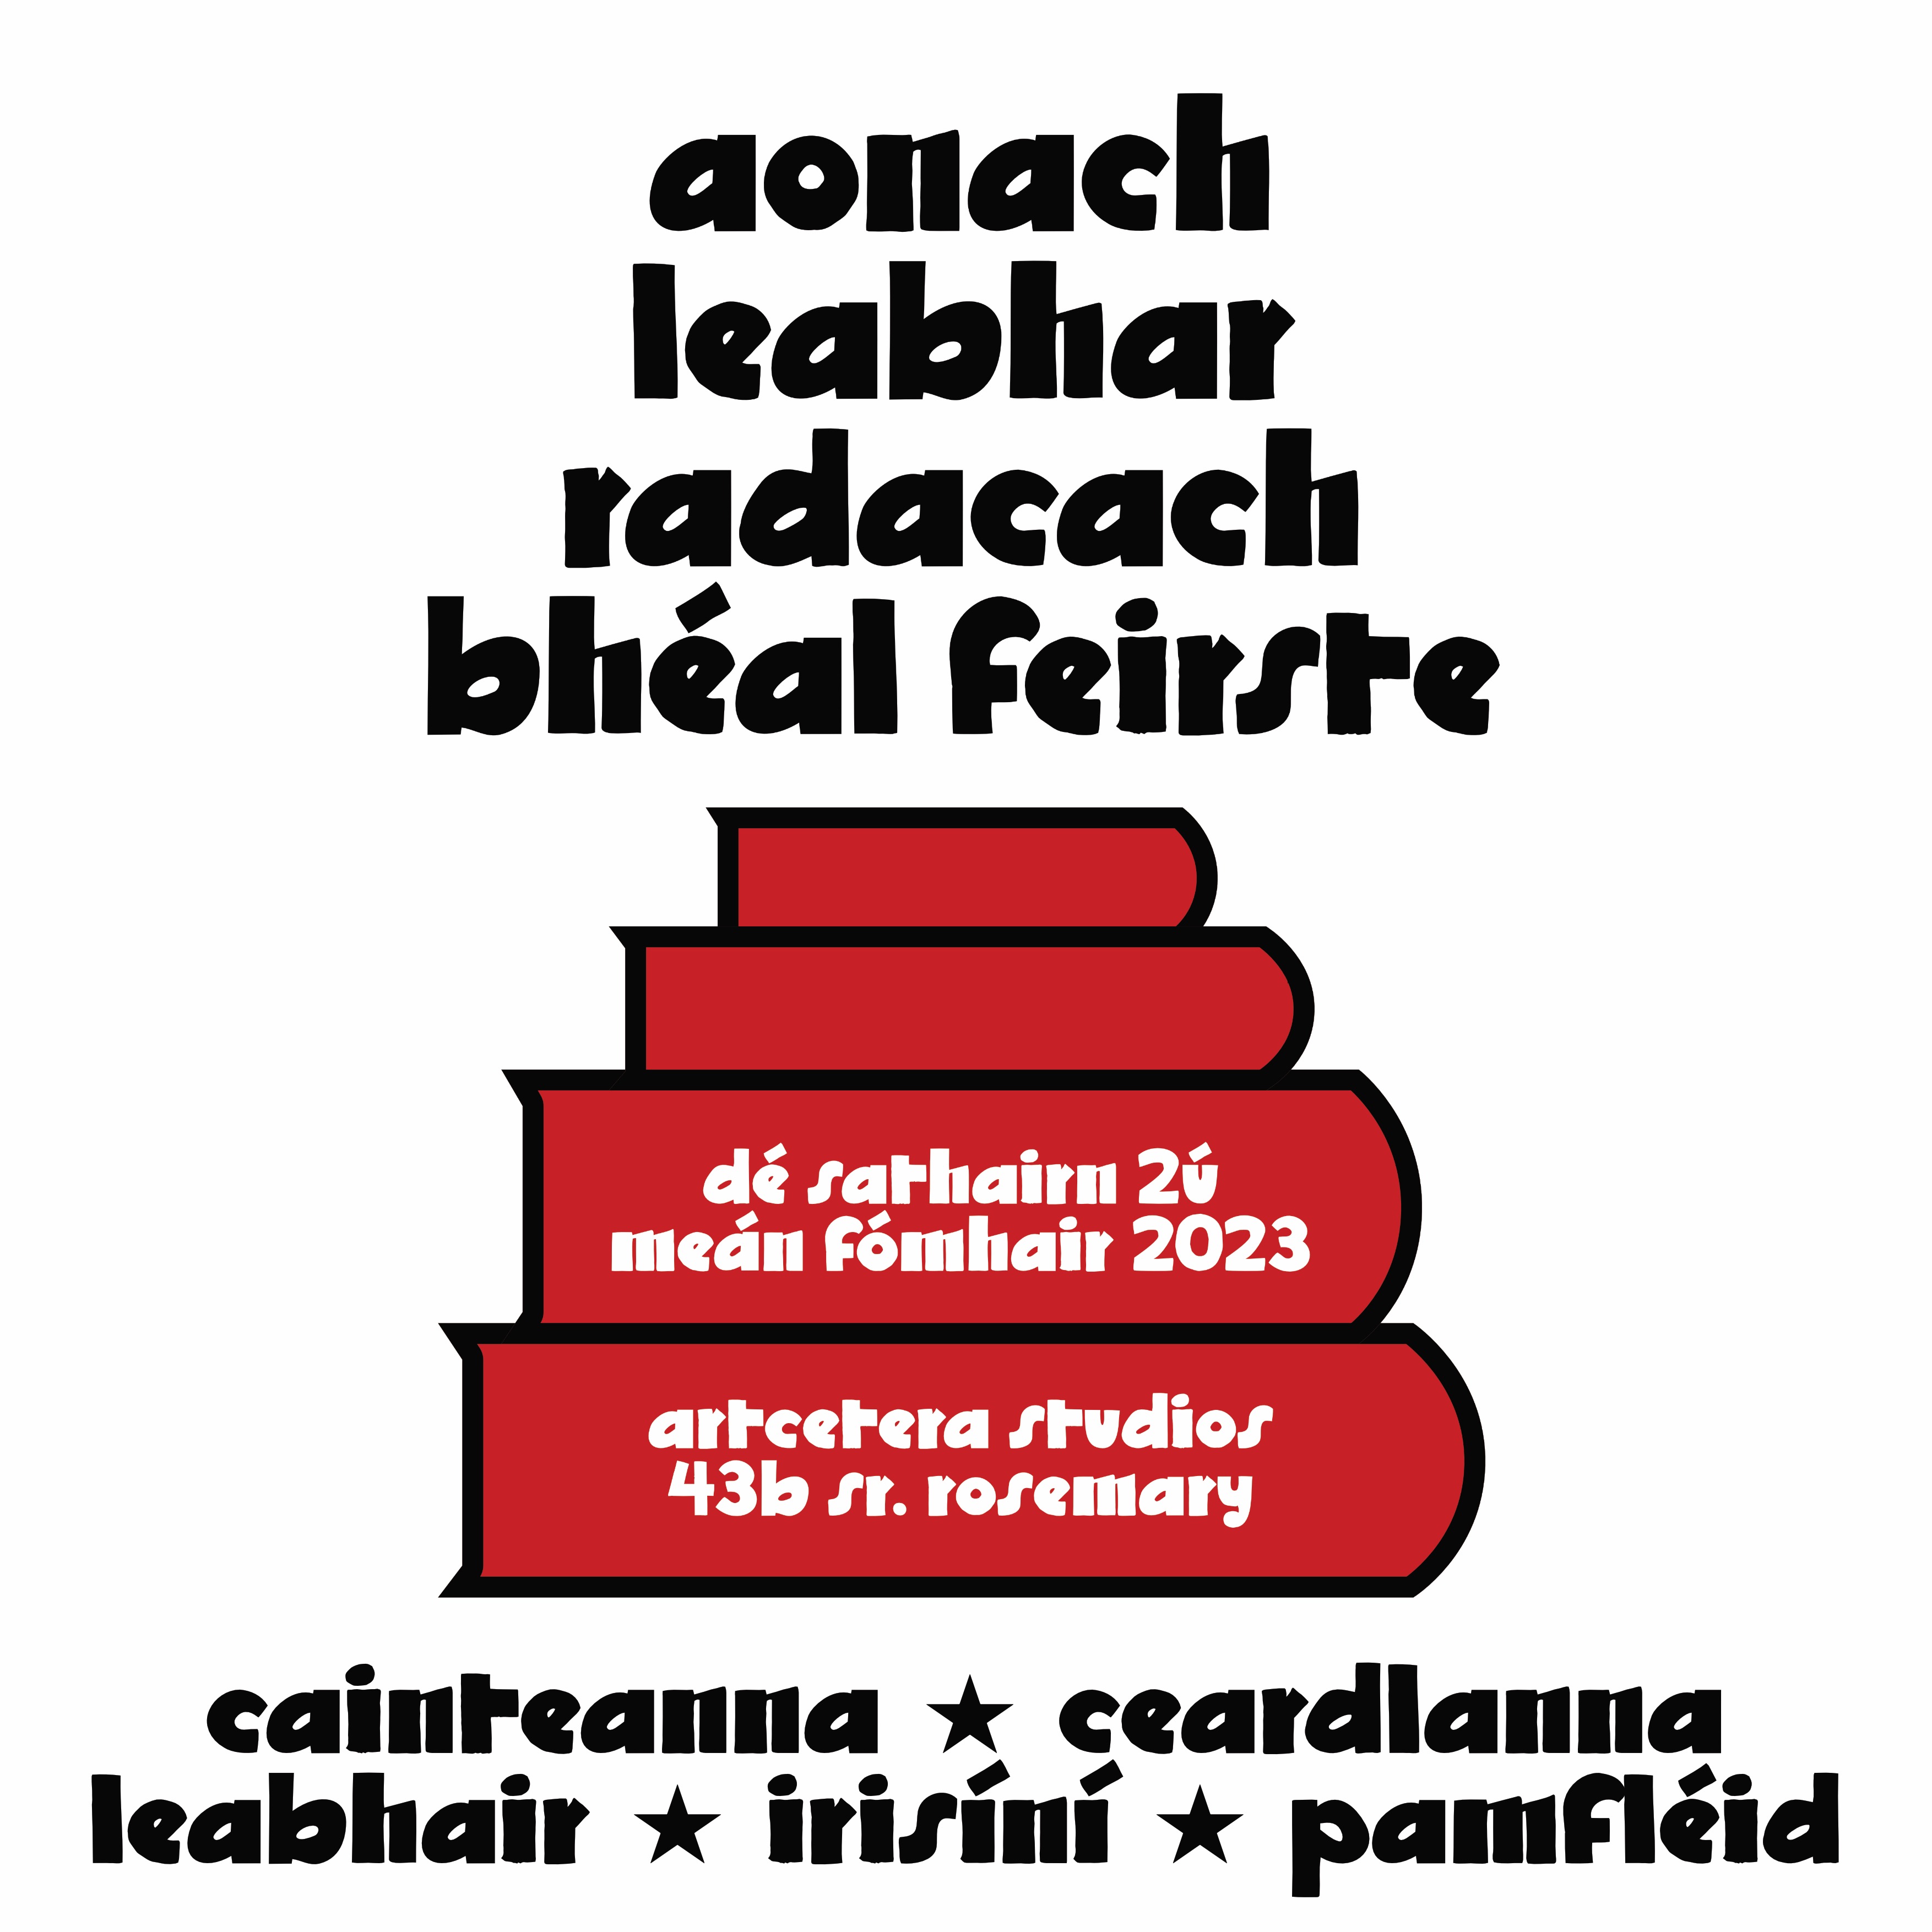 aonach
leabhar
radacach
bhéal feirste
dé sathairn 2ú
meán fómhair 2023
artcetera studios
43b sr. rosemary
cainteanna ★ ceardlanna
leabhair ★ irisíní ★ paimfléid